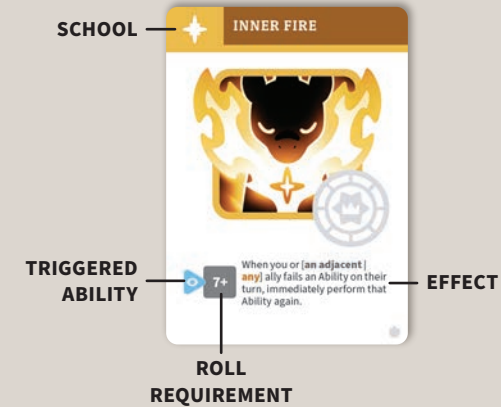 SCHOOL
INNER FIRE
TRIGGERED
ABILITY
7+
When you or [an adjacent |
any] ally fails an Ability on their
turn, immediately perform that
Ability again.
EFFECT
ROLL
REQUIREMENT